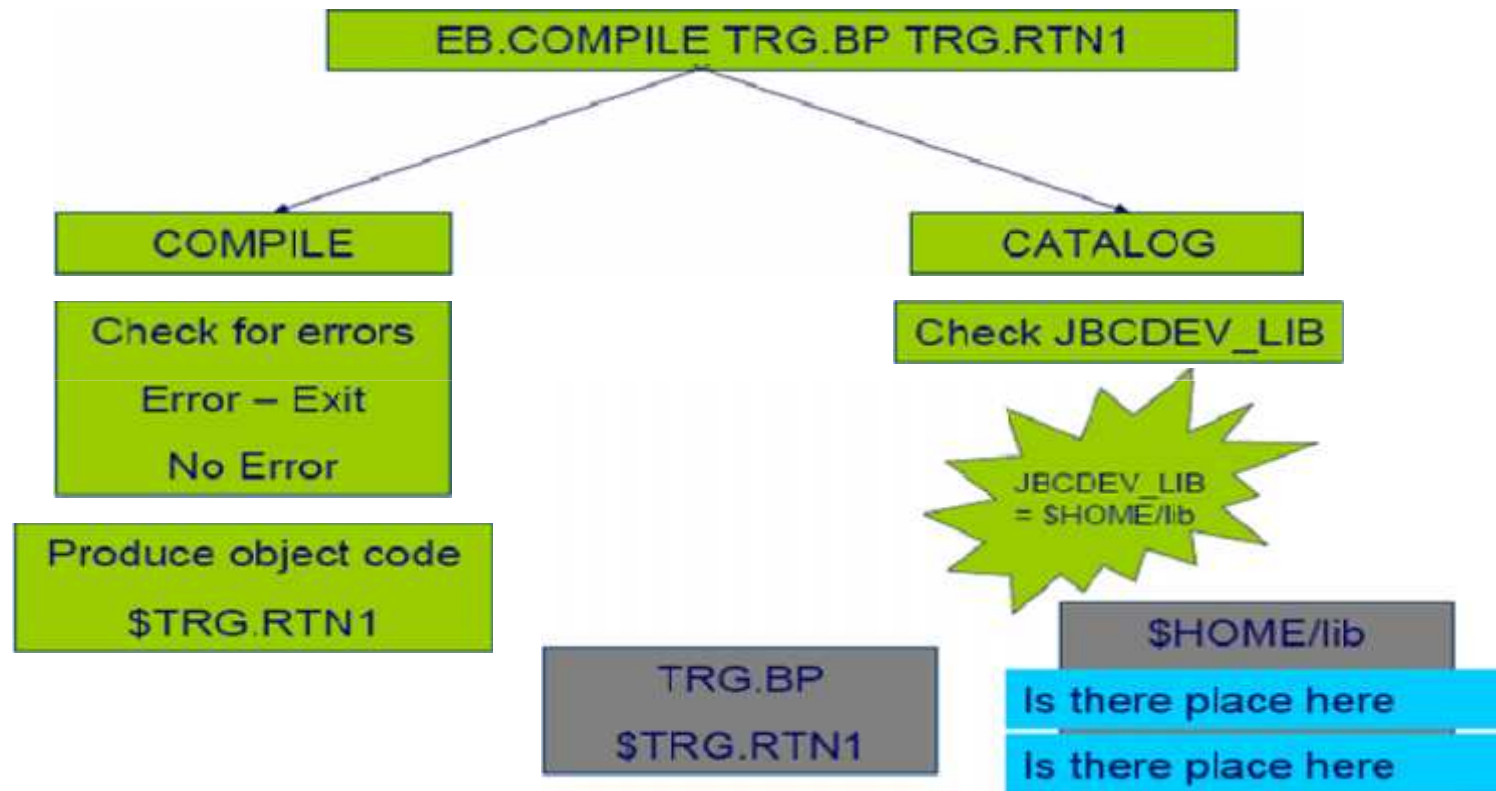 EB.COMPILE TRG.BP TRG.RTN1
COMPILE
CATALOG
Check for errors
Error – Exit
No Error
Check JBCDEV_LIB
JBCDEV_LIB
= $HOME/lib
Produce object code
$TRG.RTN1
TRG.BP
$TRG.RTN1
$HOME/lib
Is there place here
Is there place here